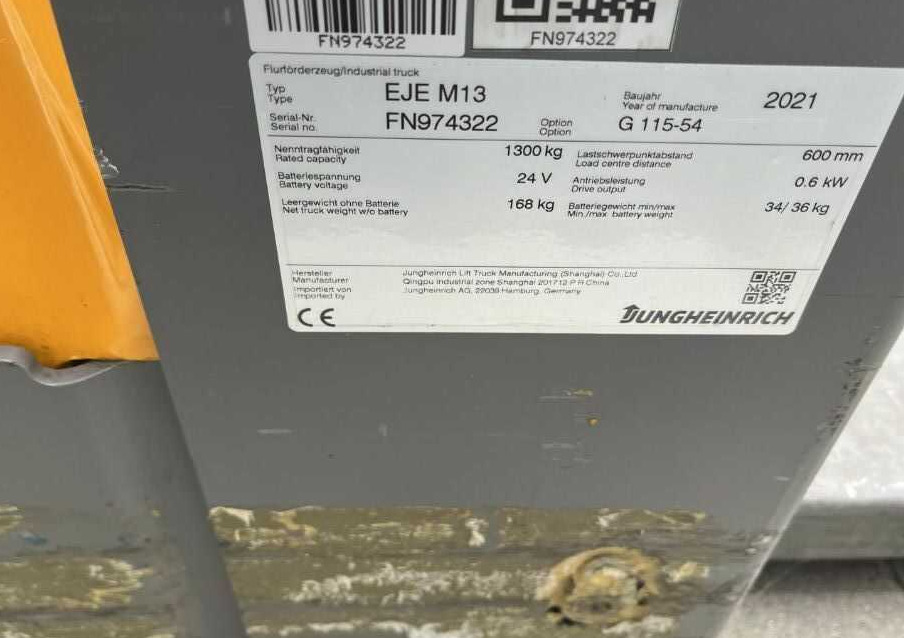 FN974322
FN974322
Flurförderzeug/Industrial truck
Typ
Type
EJE M13
Baujahr
Year of manufacture
2021
Serial-Nr.
Serial no.
FN974322
Option
Option
G 115-54
Nenntragfähigkeit
Rated capacity
1300 kg
Lastschwerpunktabstand
Load centre distance
600 mm
Batteriespannung
Battery voltage
24 V
Antriebsleistung
Drive output
0.6 kW
Leergewicht ohne Batterie
Net truck weight w/o battery
168 kg
Batteriegewicht min/max
Min./max. battery weight
34/ 36 kg
Hersteller
Manufacturer
Importiert von
Imported by
Jungheinrich Lift Truck Manufacturing (Shanghai) Co., Ltd
Qingpu industrial zone Shanghai 201712 P R China
Jungheinrich AG, 22039 Hamburg, Germany
CE
JUNGHEINRICH